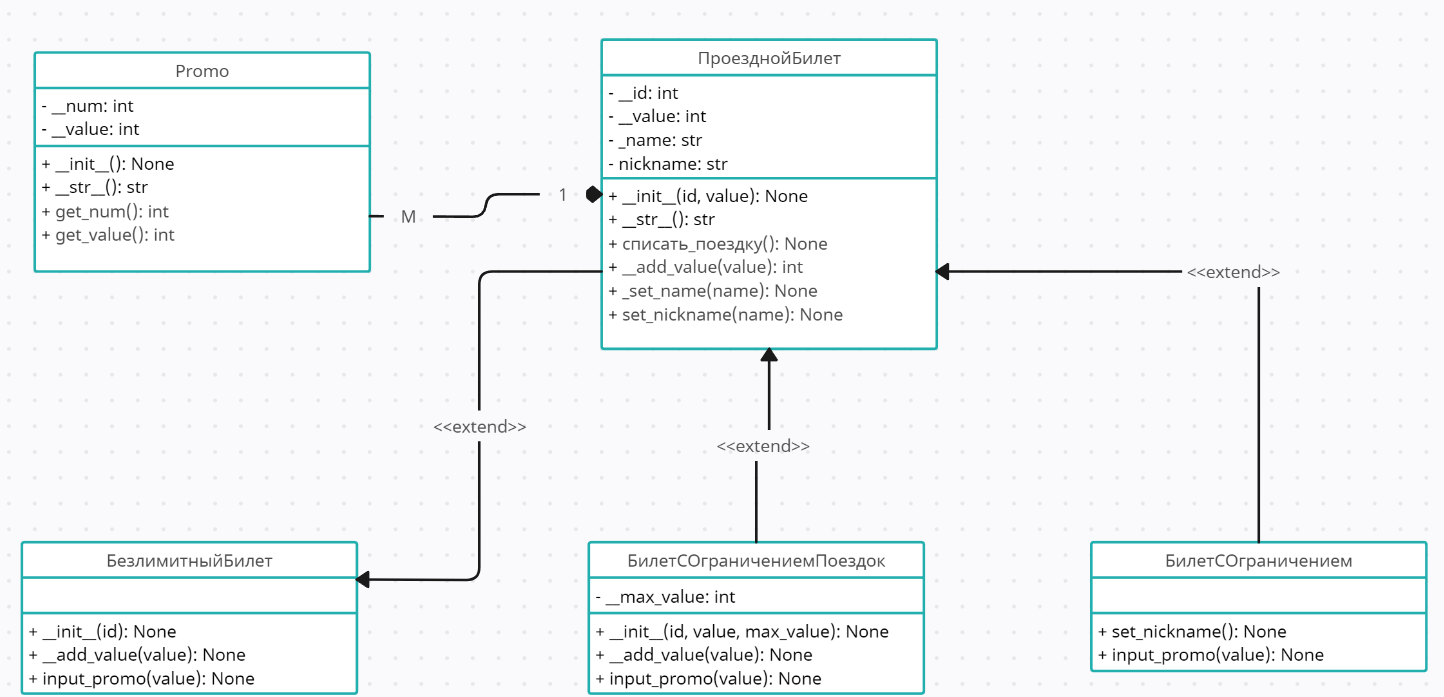 Promo
- __num: int
- __value: int
+ __init__(): None
+ __str__(): str
+ get_num(): int
+ get_value(): int
ПроезднойБилет
- __id: int
- __value: int
- _name: str
- nickname: str
+ __init__(id, value): None
+ __str__(): str
+ списать_поездку(): None
+ __add_value(value): int
+ _set_name(name): None
+ set_nickname(name): None
M
1
<<extend>>
<<extend>>
<<extend>>
БезлимитныйБилет
+ __init__(id): None
+ __add_value(value): None
+ input_promo(value): None
БилетСОграничениемПоездок
- __max_value: int
+ __init__(id, value, max_value): None
+ __add_value(value): None
+ input_promo(value): None
БилетСОграничением
+ set_nickname(): None
+ input_promo(value): None